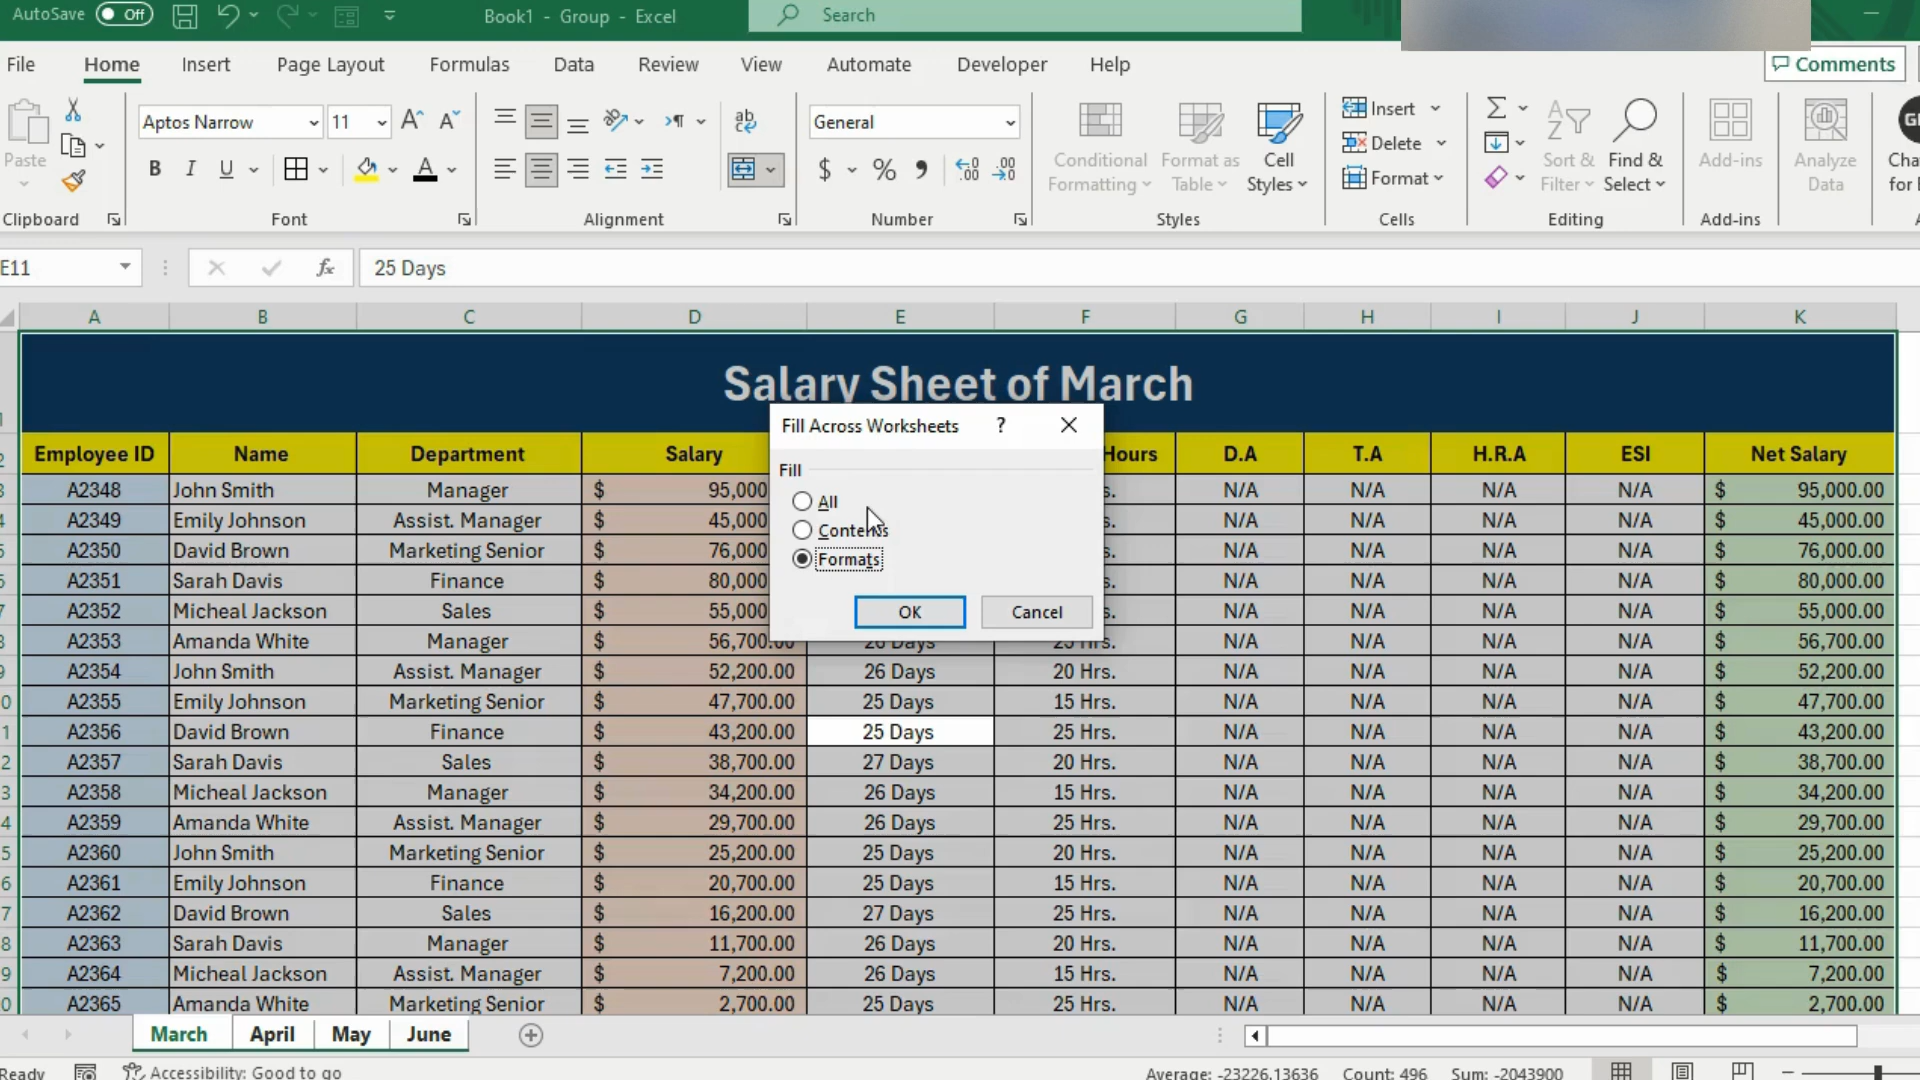 AutoSave Off Book1 - Group - Excel Search
File Home Insert Page Layout Formulas Data Review View Automate Developer Help Comments
Paste
Clipboard
Aptos Narrow 11
B I U
Font
Alignment
General
$ % ,
Number
Conditional Formatting
Format as Table
Cell Styles
Styles
Insert
Delete
Format
Cells
Sort & Filter
Find & Select
Editing
Add-ins
Add-ins
Analyze Data
E11 fx 25 Days
A B C D E F G H I J K
Salary Sheet of March
Employee ID Name Department Salary Hours D.A T.A H.R.A ESI Net Salary
A2348 John Smith Manager $ 95,000 N/A N/A N/A N/A $ 95,000.00
A2349 Emily Johnson Assist. Manager $ 45,000 N/A N/A N/A N/A $ 45,000.00
A2350 David Brown Marketing Senior $ 76,000 N/A N/A N/A N/A $ 76,000.00
A2351 Sarah Davis Finance $ 80,000 N/A N/A N/A N/A $ 80,000.00
A2352 Micheal Jackson Sales $ 55,000 N/A N/A N/A N/A $ 55,000.00
A2353 Amanda White Manager $ 56,700.00 26 Days 25 Hrs. N/A N/A N/A N/A $ 56,700.00
A2354 John Smith Assist. Manager $ 52,200.00 26 Days 20 Hrs. N/A N/A N/A N/A $ 52,200.00
A2355 Emily Johnson Marketing Senior $ 47,700.00 25 Days 15 Hrs. N/A N/A N/A N/A $ 47,700.00
A2356 David Brown Finance $ 43,200.00 25 Days 25 Hrs. N/A N/A N/A N/A $ 43,200.00
A2357 Sarah Davis Sales $ 38,700.00 27 Days 20 Hrs. N/A N/A N/A N/A $ 38,700.00
A2358 Micheal Jackson Manager $ 34,200.00 26 Days 15 Hrs. N/A N/A N/A N/A $ 34,200.00
A2359 Amanda White Assist. Manager $ 29,700.00 26 Days 25 Hrs. N/A N/A N/A N/A $ 29,700.00
A2360 John Smith Marketing Senior $ 25,200.00 25 Days 20 Hrs. N/A N/A N/A N/A $ 25,200.00
A2361 Emily Johnson Finance $ 20,700.00 25 Days 15 Hrs. N/A N/A N/A N/A $ 20,700.00
A2362 David Brown Sales $ 16,200.00 27 Days 25 Hrs. N/A N/A N/A N/A $ 16,200.00
A2363 Sarah Davis Manager $ 11,700.00 26 Days 20 Hrs. N/A N/A N/A N/A $ 11,700.00
A2364 Micheal Jackson Assist. Manager $ 7,200.00 26 Days 15 Hrs. N/A N/A N/A N/A $ 7,200.00
A2365 Amanda White Marketing Senior $ 2,700.00 25 Days 25 Hrs. N/A N/A N/A N/A $ 2,700.00
Fill Across Worksheets ?
Fill
All
Contents
Formats
OK Cancel
March April May June
Ready Accessibility: Good to go Average: -23226.13636 Count: 496 Sum: -2043900